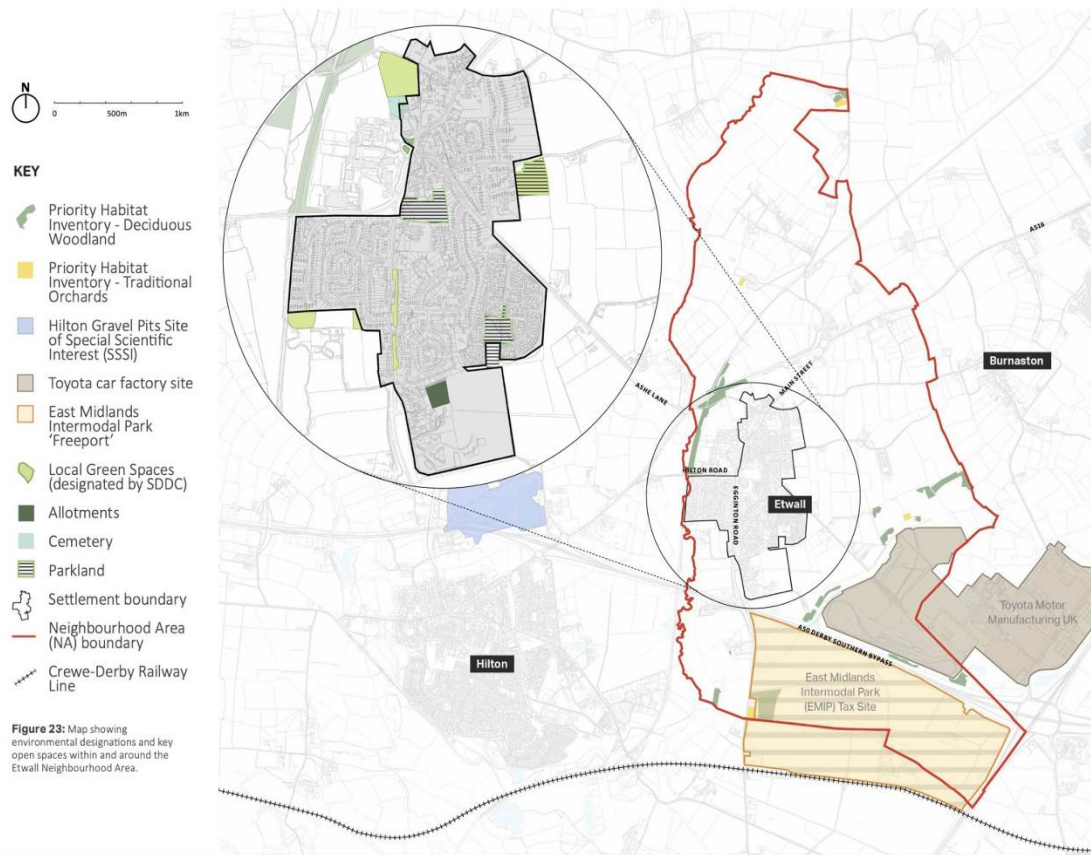 N
0 500m 1km
KEY
Priority Habitat
Inventory - Deciduous
Woodland
Priority Habitat
Inventory - Traditional
Orchards
Hilton Gravel Pits Site
of Special Scientific
Interest (SSSI)
Toyota car factory site
East Midlands
Intermodal Park
‘Freeport’
Local Green Spaces
(designated by SDDC)
Allotments
Cemetery
Parkland
Settlement boundary
Neighbourhood Area
(NA) boundary
Crewe-Derby Railway
Line
Figure 23: Map showing
environmental designations and key
open spaces within and around the
Etwall Neighbourhood Area.
A516
Burnaston
MAIN STREET
ASHE LANE
HILTON ROAD
EGGINTON ROAD
Etwall
Toyota Motor
Manufacturing UK
A50 DERBY SOUTHERN BYPASS
Hilton
East Midlands
Intermodal Park
(EMIP) Tax Site